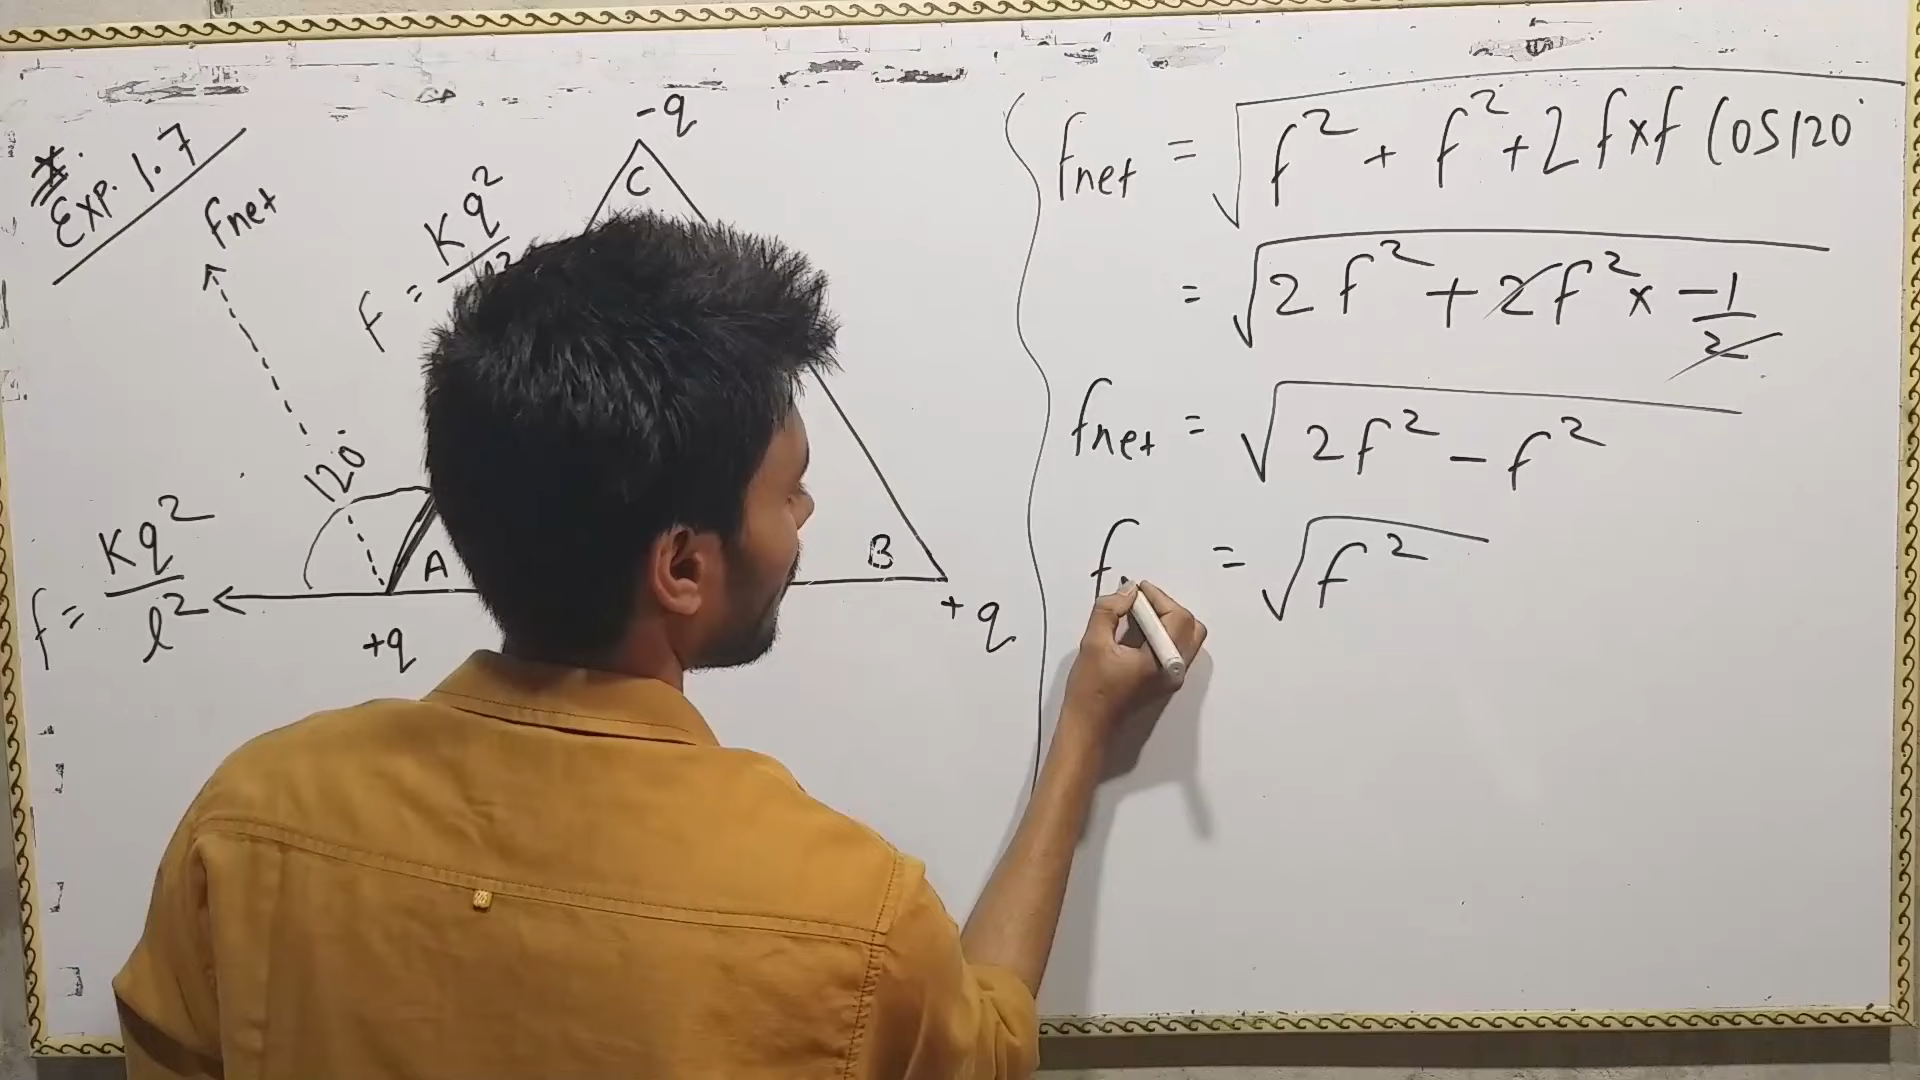 Exp. 1.7
-q
C
Fnet
F = Kq²
120°
A
B
f = Kq² / l²
+q
+q
Fnet = √f² + f² + 2 f×f COS120°
= √2f² + 2f² × -1/2
Fnet = √2f² - f²
f = √f²